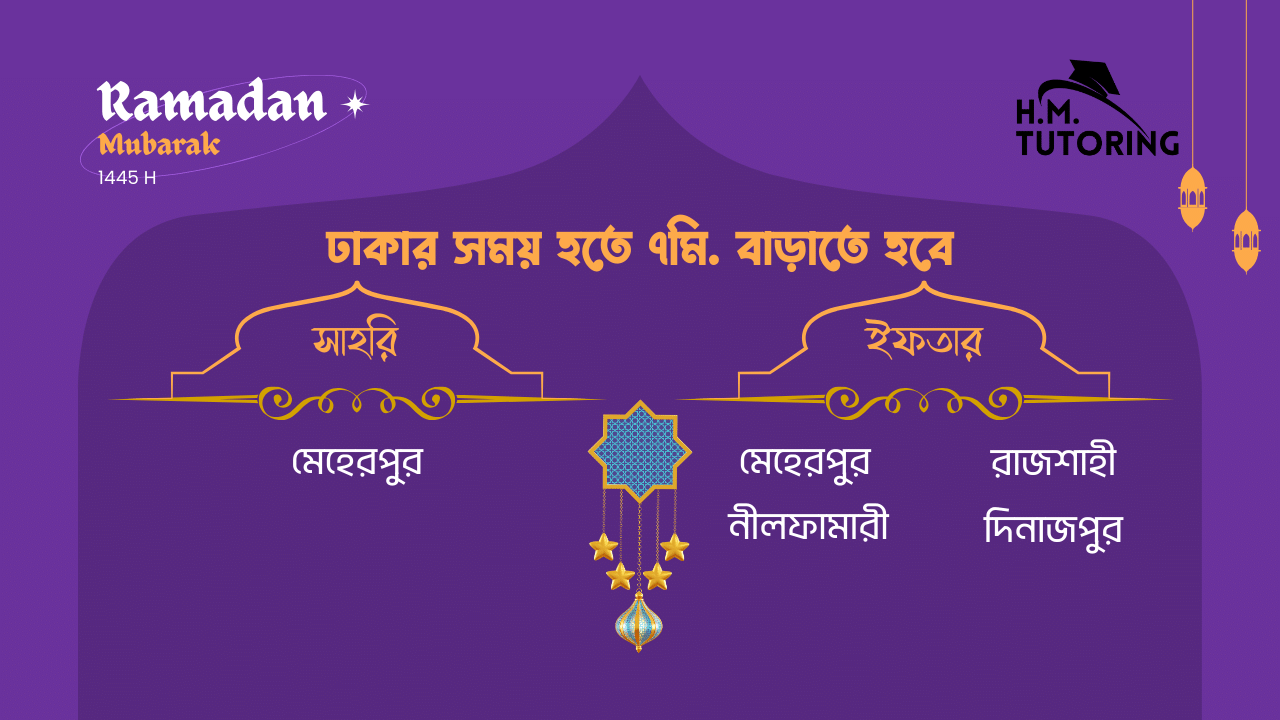 Ramadan
Mubarak
1445 H
H.M.
TUTORING
ঢাকার সময় হতে ৭মি. বাড়াতে হবে
সাহরি
মেহেরপুর
ইফতার
মেহেরপুর রাজশাহী
নীলফামারী দিনাজপুর